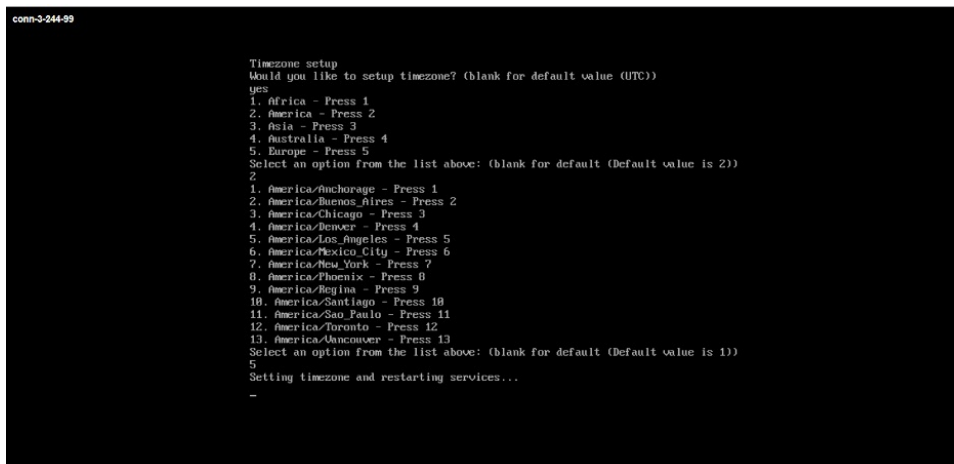 conn-3-244-99
Timezone setup
Would you like to setup timezone? (blank for default value (UTC))
yes
1. Africa - Press 1
2. America - Press 2
3. Asia - Press 3
4. Australia - Press 4
5. Europe - Press 5
Select an option from the list above: (blank for default (Default value is 2))
2
1. America/Anchorage - Press 1
2. America/Buenos_Aires - Press 2
3. America/Chicago - Press 3
4. America/Denver - Press 4
5. America/Los_Angeles - Press 5
6. America/Mexico_City - Press 6
7. America/New_York - Press 7
8. America/Phoenix - Press 8
9. America/Regina - Press 9
10. America/Santiago - Press 10
11. America/Sao_Paulo - Press 11
12. America/Toronto - Press 12
13. America/Vancouver - Press 13
Select an option from the list above: (blank for default (Default value is 1))
5
Setting timezone and restarting services...
_